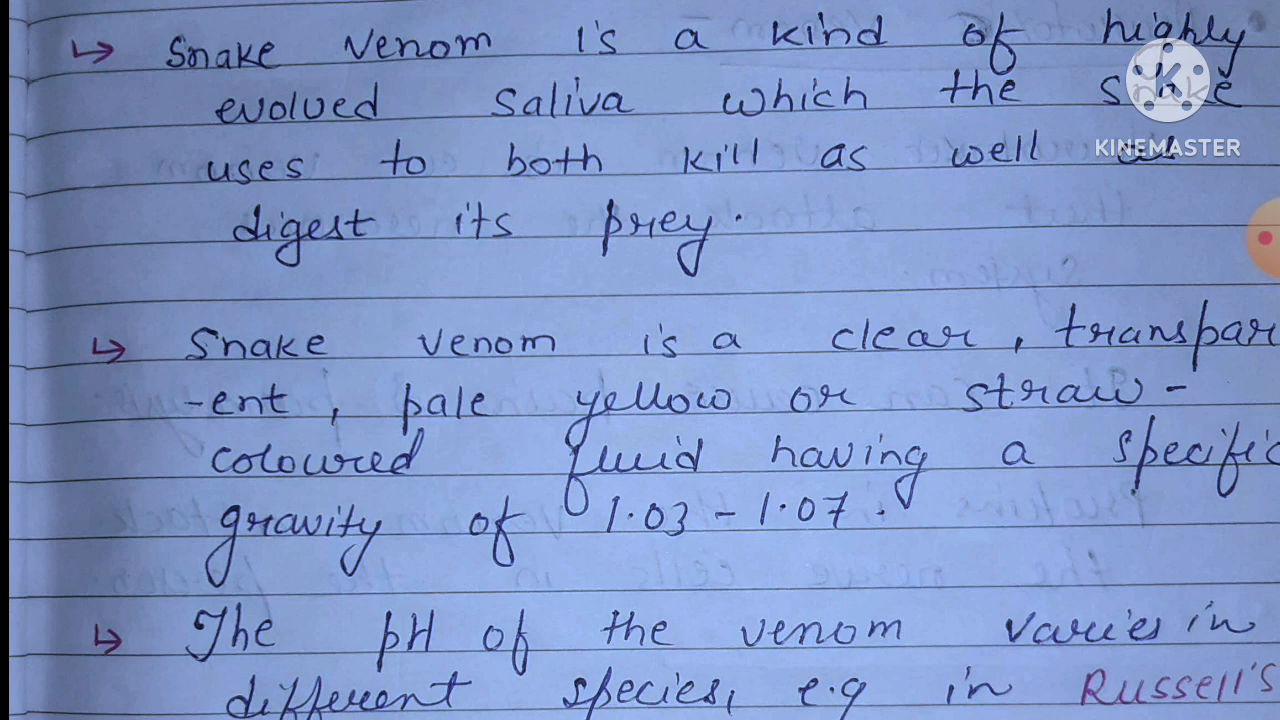 ↳ Snake venom is a kind of highly
evolved saliva which the snake
uses to both kill as well as
digest its prey.
↳ Snake venom is a clear, transpar
-ent, pale yellow or straw-
coloured fluid having a specific
gravity of 1.03 - 1.07.
↳ The pH of the venom varies in
different species, e.g in Russell's
KINEMASTER